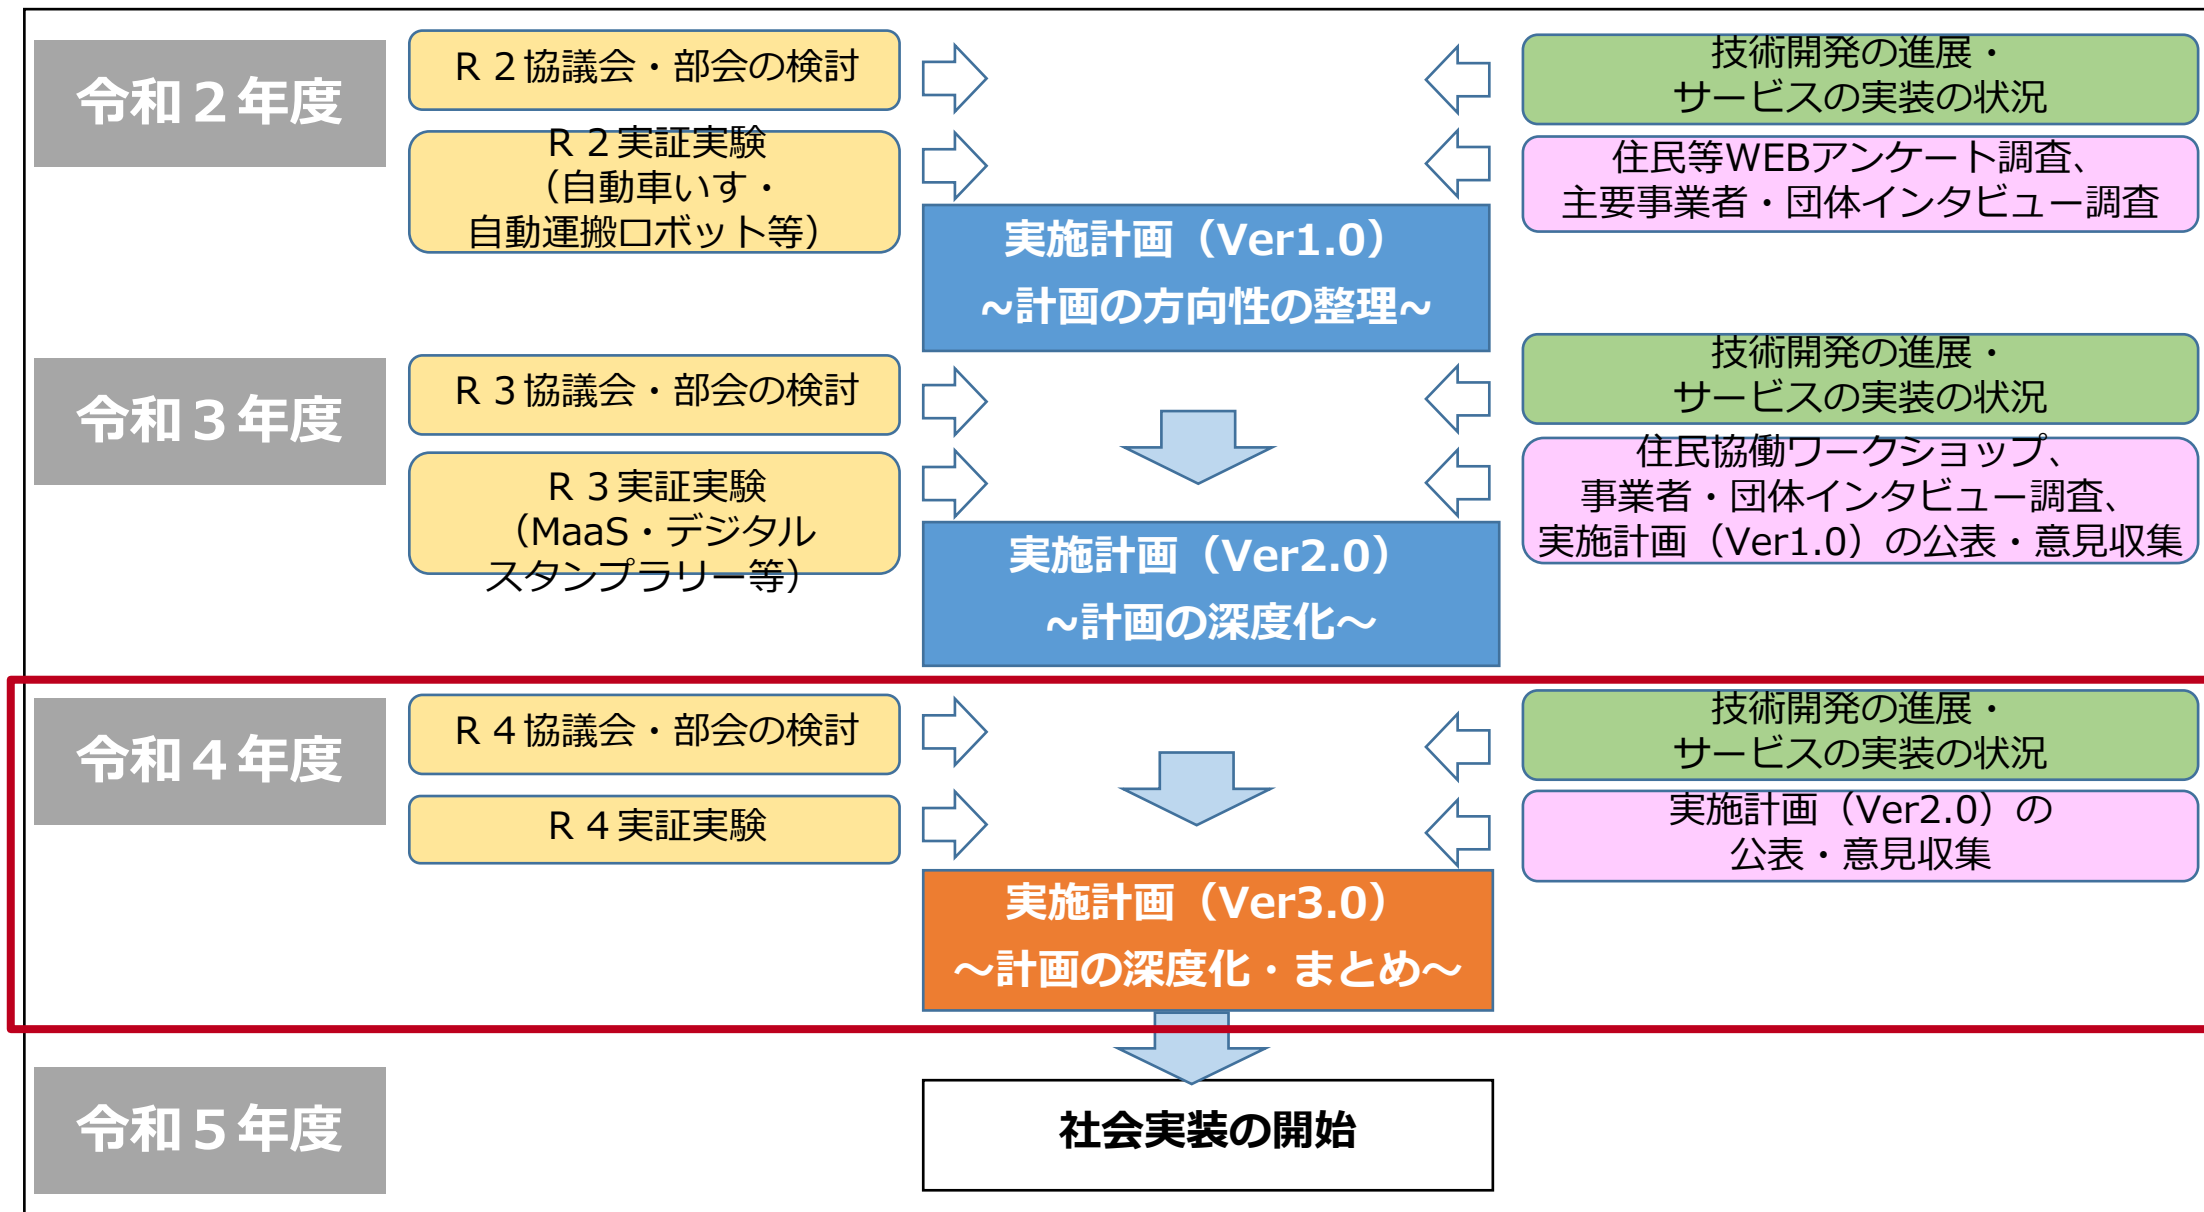 令和２年度
Ｒ２協議会・部会の検討
Ｒ２実証実験
（自動車いす・
自動運搬ロボット等）
技術開発の進展・
サービスの実装の状況
住民等WEBアンケート調査、
主要事業者・団体インタビュー調査
実施計画（Ver1.0）
~計画の方向性の整理~
令和３年度
Ｒ３協議会・部会の検討
Ｒ３実証実験
（MaaS・デジタル
スタンプラリー等）
技術開発の進展・
サービスの実装の状況
住民協働ワークショップ、
事業者・団体インタビュー調査、
実施計画（Ver1.0）の公表・意見収集
実施計画（Ver2.0）
~計画の深度化～
令和４年度
Ｒ４協議会・部会の検討
Ｒ４実証実験
技術開発の進展・
サービスの実装の状況
実施計画（Ver2.0）の
公表・意見収集
実施計画（Ver3.0）
～計画の深度化・まとめ～
令和５年度
社会実装の開始